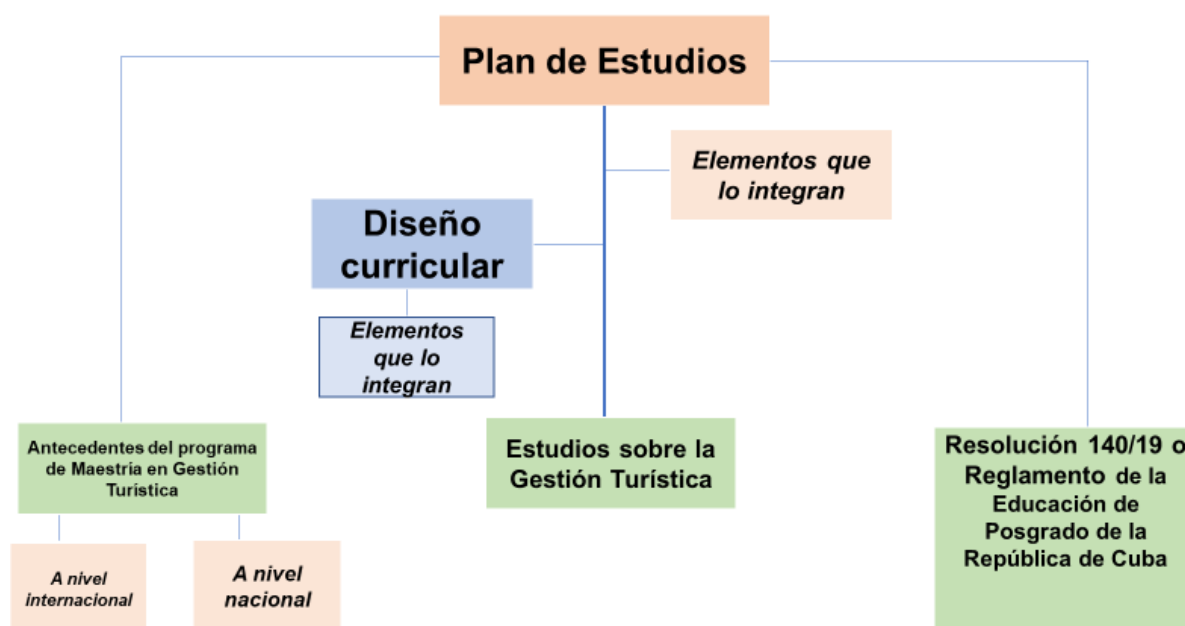 Plan de Estudios
Elementos que
lo integran
Diseño
curricular
Elementos
que lo
integran
Antecedentes del programa
de Maestría en Gestión
Turística
Estudios sobre la
Gestión Turística
Resolución 140/19 o
Reglamento de la
Educación de
Posgrado de la
República de Cuba
A nivel
internacional
A nivel
nacional